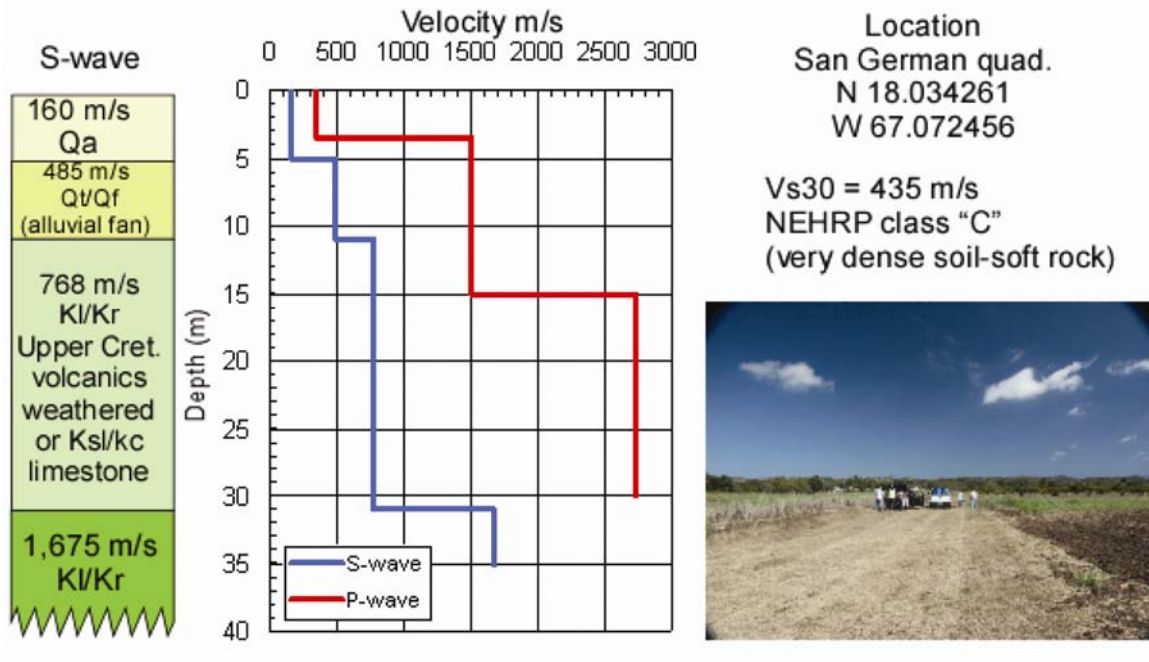 S-wave
160 m/s
Qa
485 m/s
Qt/Qf
(alluvial fan)
768 m/s
Kl/Kr
Upper Cret.
volcanics
weathered
or Ksl/kc
limestone
1,675 m/s
Kl/Kr
Velocity m/s
0 500 1000 1500 2000 2500 3000
Depth (m)
0
5
10
15
20
25
30
35
40
S-wave
P-wave
Location
San German quad.
N 18.034261
W 67.072456
Vs30 = 435 m/s
NEHRP class “C”
(very dense soil-soft rock)